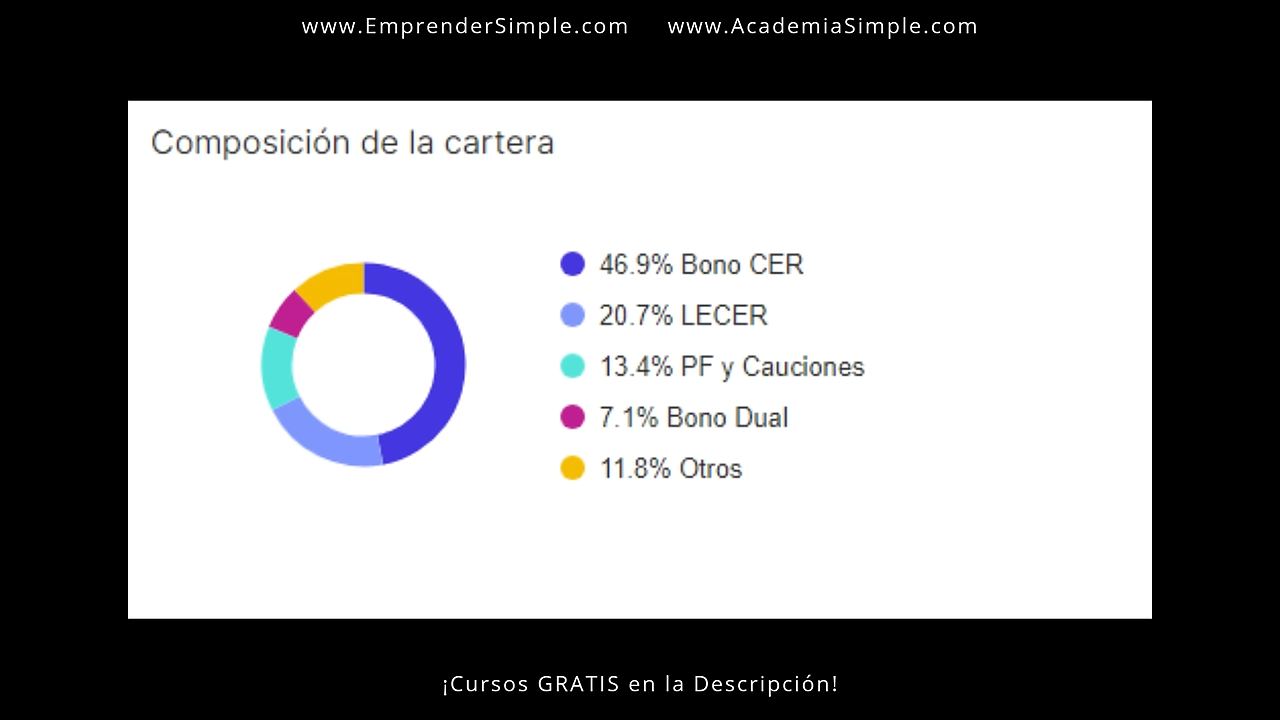 www.EmprenderSimple.com www.AcademiaSimple.com
Composición de la cartera
46.9% Bono CER
20.7% LECER
13.4% PF y Cauciones
7.1% Bono Dual
11.8% Otros
¡Cursos GRATIS en la Descripción!